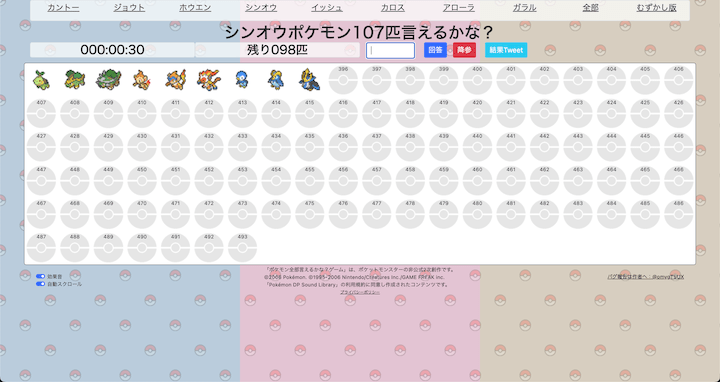 カントー ジョウト ホウエン シンオウ イッシュ カロス アローラ ガラル 全部 むずかし版
シンオウポケモン107匹言えるかな？
000:00:30 残り098匹 回答 降参 結果Tweet
396 397 398 399 400 401 402 403 404 405 406
407 408 409 410 411 412 413 414 415 416 417 418 419 420 421 422 423 424 425 426
427 428 429 430 431 432 433 434 435 436 437 438 439 440 441 442 443 444 445 446
447 448 449 450 451 452 453 454 455 456 457 458 459 460 461 462 463 464 465 466
467 468 469 470 471 472 473 474 475 476 477 478 479 480 481 482 483 484 485 486
487 488 489 490 491 492 493
「ポケモン全部言えるかなゲーム」は、ポケットモンスターの非公式2次創作です。
効果音 ©2008 Pokémon. ©1995-2006 Nintendo/Creatures Inc./GAME FREAK inc. バグ報告は作者へ：
自動スクロール 「Pokémon DP Sound Library」の利用規約に同意し作成されたコンテンツです。
プライバシーポリシー